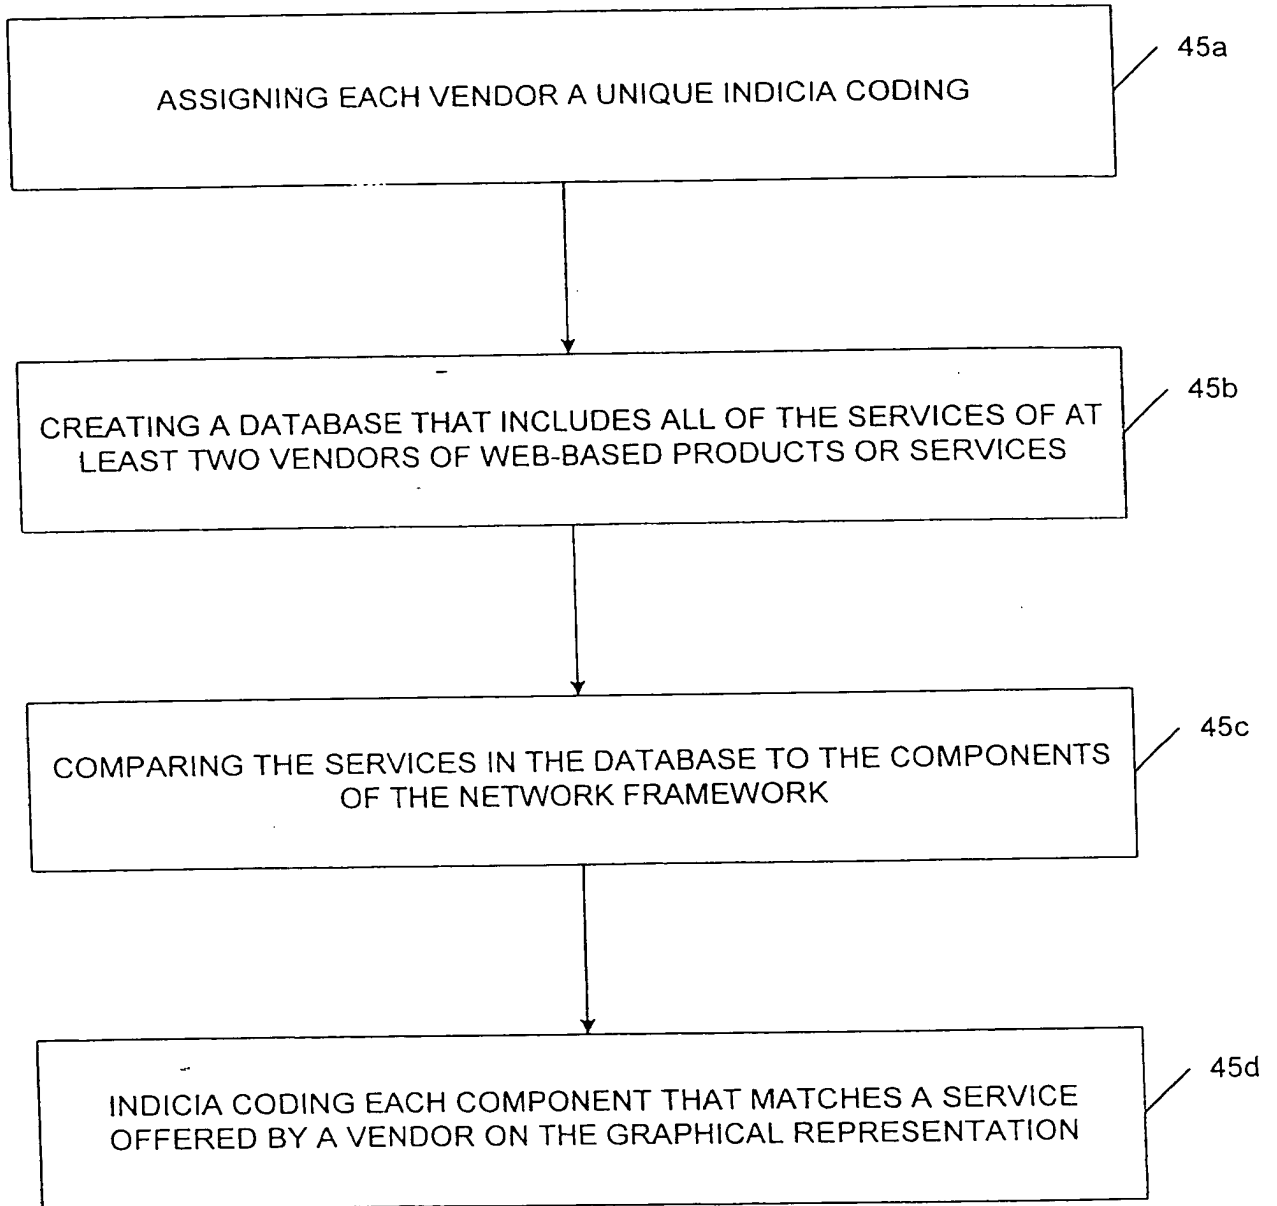 ASSIGNING EACH VENDOR A UNIQUE INDICIA CODING
45a
CREATING A DATABASE THAT INCLUDES ALL OF THE SERVICES OF AT
LEAST TWO VENDORS OF WEB-BASED PRODUCTS OR SERVICES
45b
COMPARING THE SERVICES IN THE DATABASE TO THE COMPONENTS
OF THE NETWORK FRAMEWORK
45c
INDICIA CODING EACH COMPONENT THAT MATCHES A SERVICE
OFFERED BY A VENDOR ON THE GRAPHICAL REPRESENTATION
45d